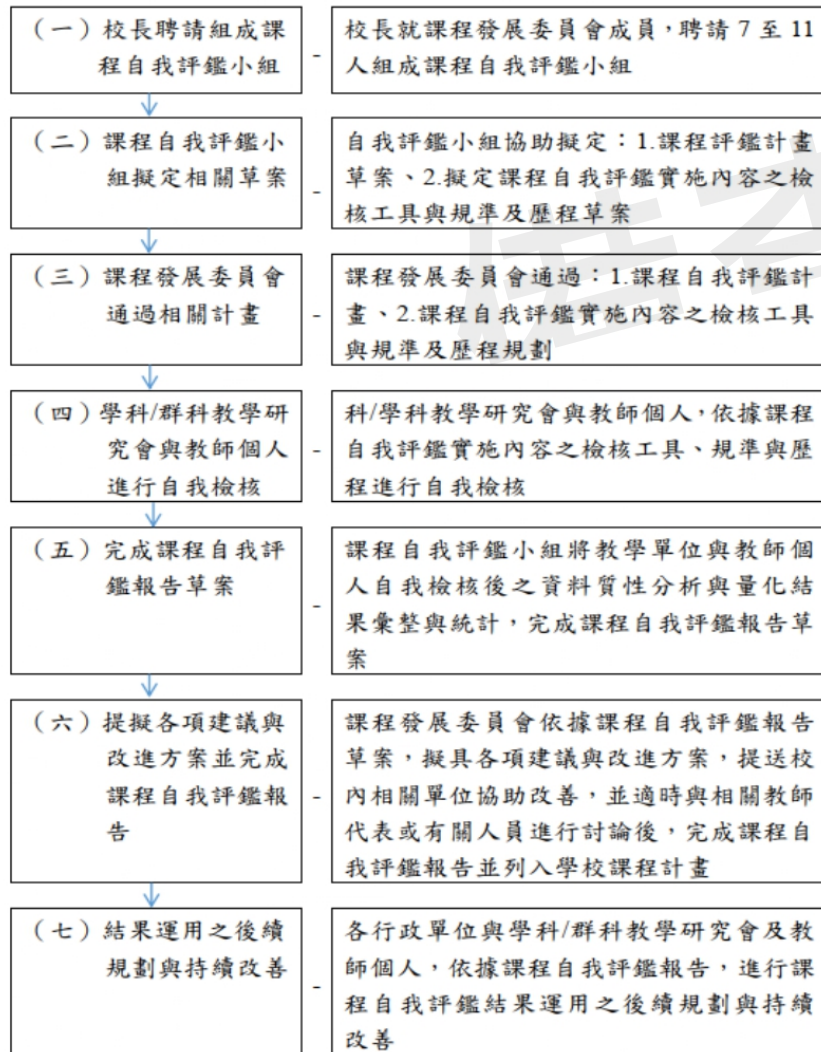 （一）校長聘請組成課
程自我評鑑小組
-
校長就課程發展委員會成員，聘請 7 至 11
人組成課程自我評鑑小組
（二）課程自我評鑑小
組擬定相關草案
-
自我評鑑小組協助擬定：1.課程評鑑計畫
草案、2.擬定課程自我評鑑實施內容之檢
核工具與規準及歷程草案
（三）課程發展委員會
通過相關計畫
-
課程發展委員會通過：1.課程自我評鑑計
畫、2.課程自我評鑑實施內容之檢核工具
與規準及歷程規劃
（四）學科/群科教學研
究會與教師個人
進行自我檢核
-
科/學科教學研究會與教師個人，依據課程
自我評鑑實施內容之檢核工具、規準與歷
程進行自我檢核
（五）完成課程自我評
鑑報告草案
-
課程自我評鑑小組將教學單位與教師個
人自我檢核後之資料質性分析與量化結
果彙整與統計，完成課程自我評鑑報告草
案
（六）提擬各項建議與
改進方案並完成
課程自我評鑑報
告
-
課程發展委員會依據課程自我評鑑報告
草案，擬具各項建議與改進方案，提送校
內相關單位協助改善，並適時與相關教師
代表或有關人員進行討論後，完成課程自
我評鑑報告並列入學校課程計畫
（七）結果運用之後續
規劃與持續改善
-
各行政單位與學科/群科教學研究會及教
師個人，依據課程自我評鑑報告，進行課
程自我評鑑結果運用之後續規劃與持續
改善